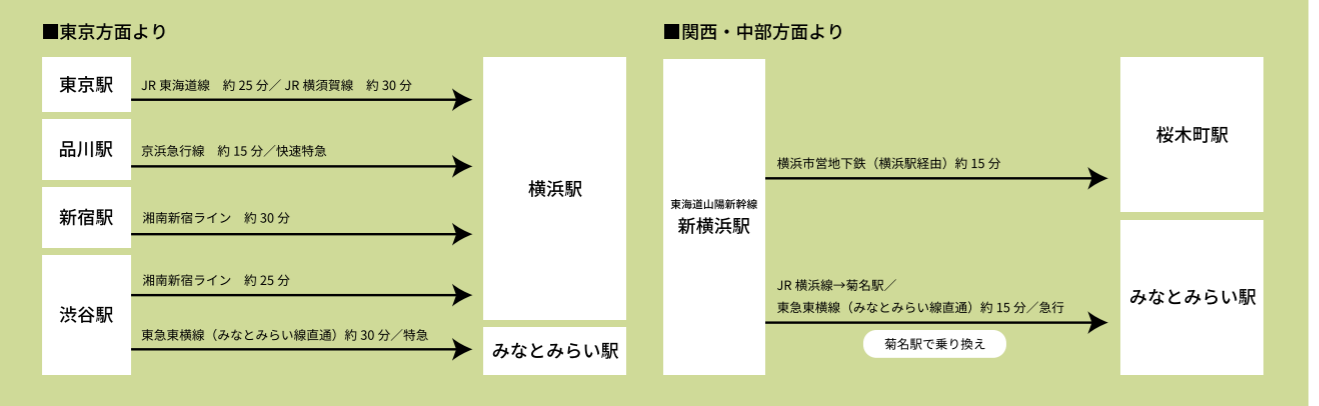 ■東京方面より
東京駅
JR 東海道線　約 25 分／ JR 横須賀線　約 30 分
品川駅
京浜急行線　約 15 分／快速特急
新宿駅
湘南新宿ライン　約 30 分
渋谷駅
湘南新宿ライン　約 25 分
東急東横線（みなとみらい線直通）約 30 分／特急
横浜駅
みなとみらい駅
■関西・中部方面より
東海道山陽新幹線
新横浜駅
横浜市営地下鉄（横浜駅経由）約 15 分
桜木町駅
JR 横浜線→菊名駅／
東急東横線（みなとみらい線直通）約 15 分／急行
菊名駅で乗り換え
みなとみらい駅